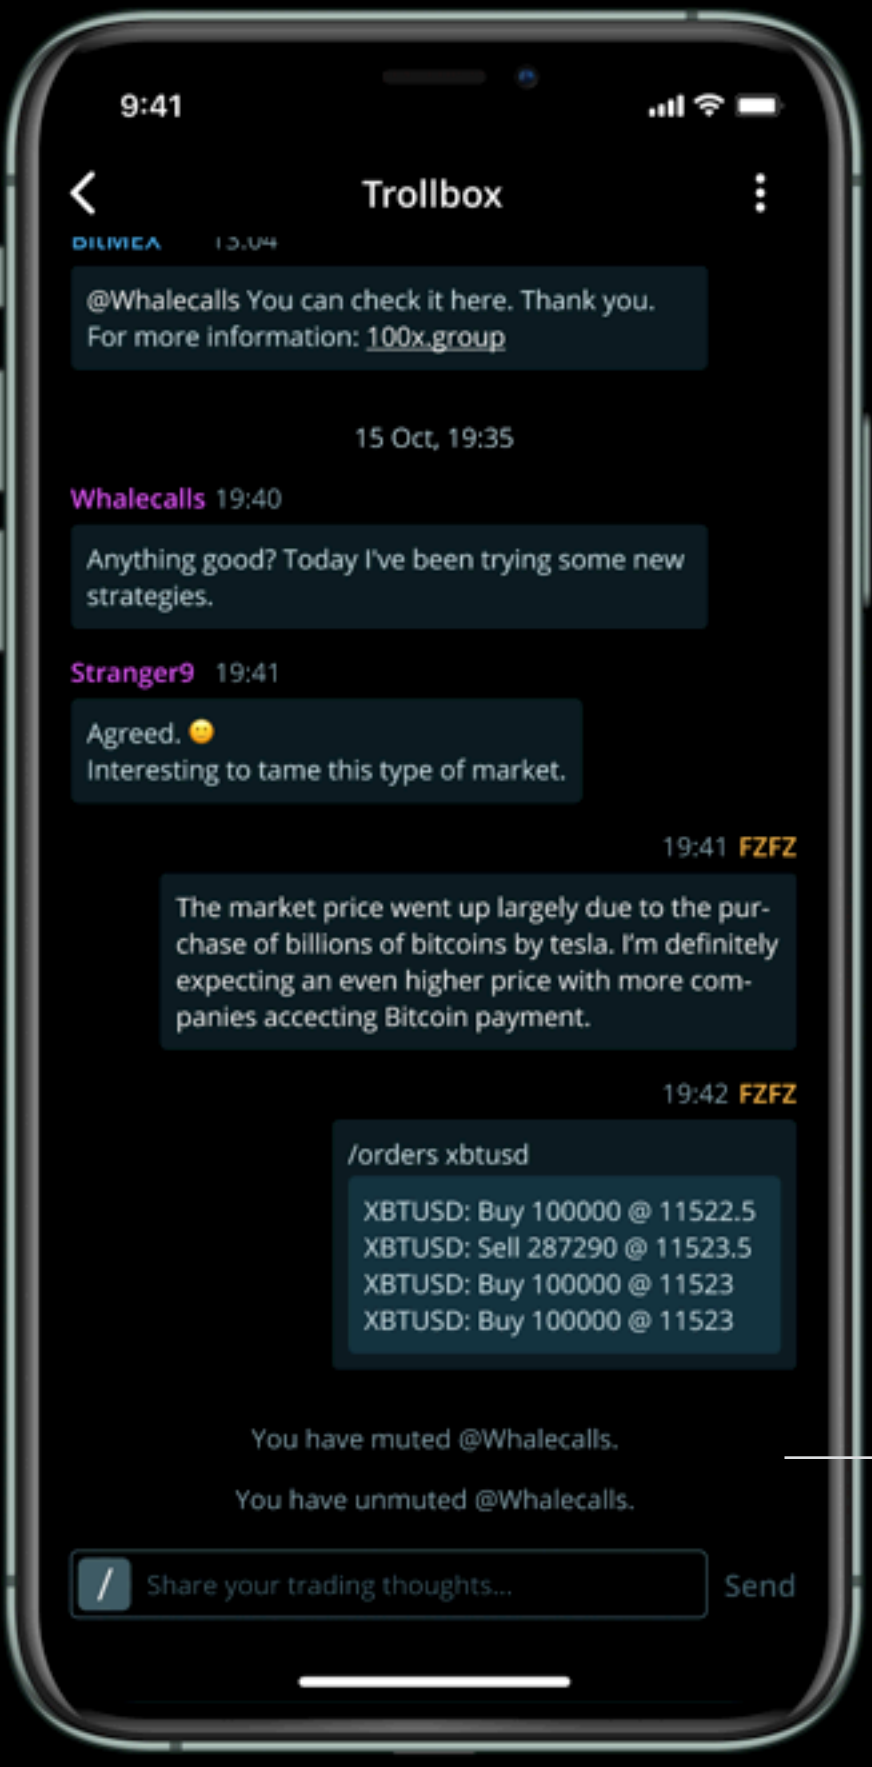 9:41
Trollbox
BitMEX 13:04
@Whalecalls You can check it here. Thank you.
For more information: 100x.group
15 Oct, 19:35
Whalecalls 19:40
Anything good? Today I've been trying some new
strategies.
Stranger9 19:41
Agreed. 🙂
Interesting to tame this type of market.
19:41 FZFZ
The market price went up largely due to the pur-
chase of billions of bitcoins by tesla. I'm definitely
expecting an even higher price with more com-
panies accecting Bitcoin payment.
19:42 FZFZ
/orders xbtusd
XBTUSD: Buy 100000 @ 11522.5
XBTUSD: Sell 287290 @ 11523.5
XBTUSD: Buy 100000 @ 11523
XBTUSD: Buy 100000 @ 11523
You have muted @Whalecalls.
You have unmuted @Whalecalls.
/ Share your trading thoughts... Send